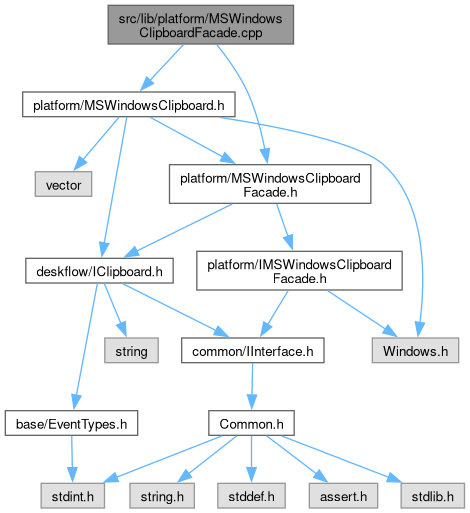 src/lib/platform/MSWindows
ClipboardFacade.cpp
platform/MSWindowsClipboard.h
vector
platform/MSWindowsClipboard
Facade.h
deskflow/IClipboard.h
platform/IMSWindowsClipboard
Facade.h
string
common/IInterface.h
Windows.h
base/EventTypes.h
Common.h
stdint.h
string.h
stddef.h
assert.h
stdlib.h